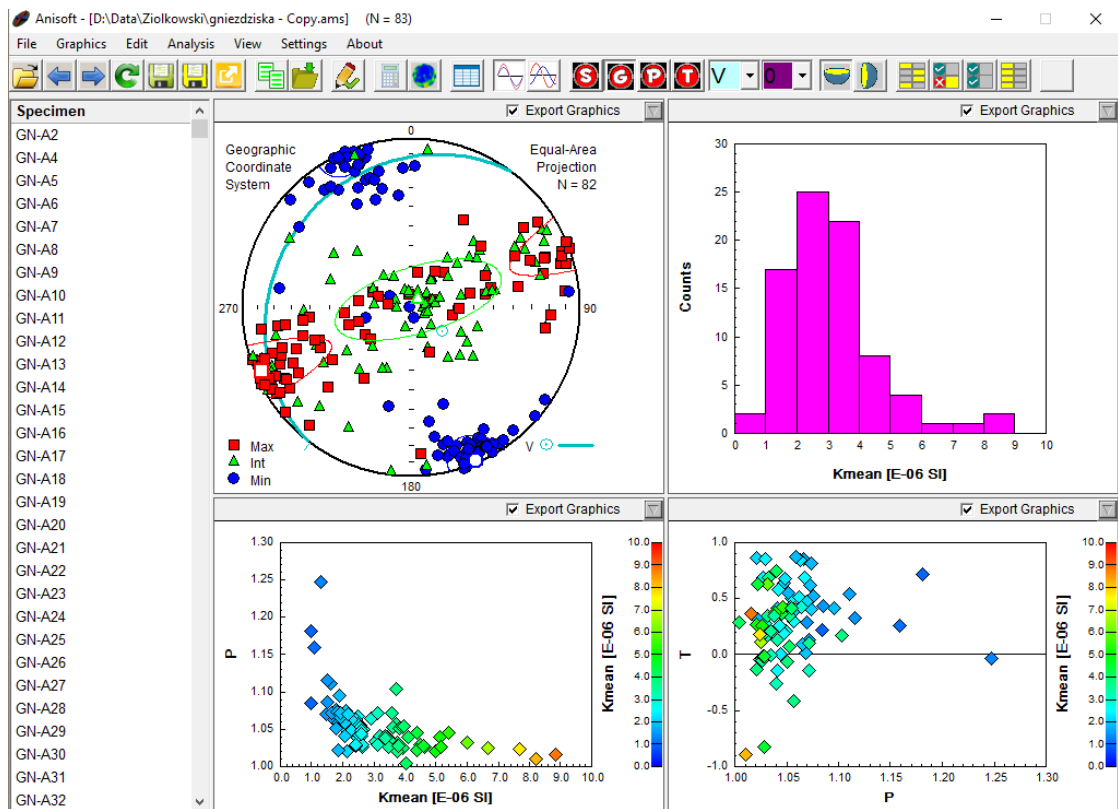 Anisoft - [D:\Data\Ziolkowski\gniezdziska - Copy.ams] (N = 83)
File Graphics Edit Analysis View Settings About
S G P T V 0
Specimen
GN-A2
GN-A4
GN-A5
GN-A6
GN-A7
GN-A8
GN-A9
GN-A10
GN-A11
GN-A12
GN-A13
GN-A14
GN-A15
GN-A16
GN-A17
GN-A18
GN-A19
GN-A20
GN-A21
GN-A22
GN-A23
GN-A24
GN-A25
GN-A26
GN-A27
GN-A28
GN-A29
GN-A30
GN-A31
GN-A32
Export Graphics
Geographic
Coordinate
System
0
Equal-Area
Projection
N = 82
270
90
180
Max
Int
Min
V
Export Graphics
30
25
20
15
10
5
0
Counts
0 1 2 3 4 5 6 7 8 9 10
Kmean [E-06 SI]
Export Graphics
1.30
1.25
1.20
1.15
1.10
1.05
1.00
P
0.0 1.0 2.0 3.0 4.0 5.0 6.0 7.0 8.0 9.0 10.0
Kmean [E-06 SI]
10.0
9.0
8.0
7.0
6.0
5.0
4.0
3.0
2.0
1.0
0.0
Kmean [E-06 SI]
Export Graphics
1.0
0.5
0.0
-0.5
-1.0
T
1.00 1.05 1.10 1.15 1.20 1.25 1.30
P
10.0
9.0
8.0
7.0
6.0
5.0
4.0
3.0
2.0
1.0
0.0
Kmean [E-06 SI]